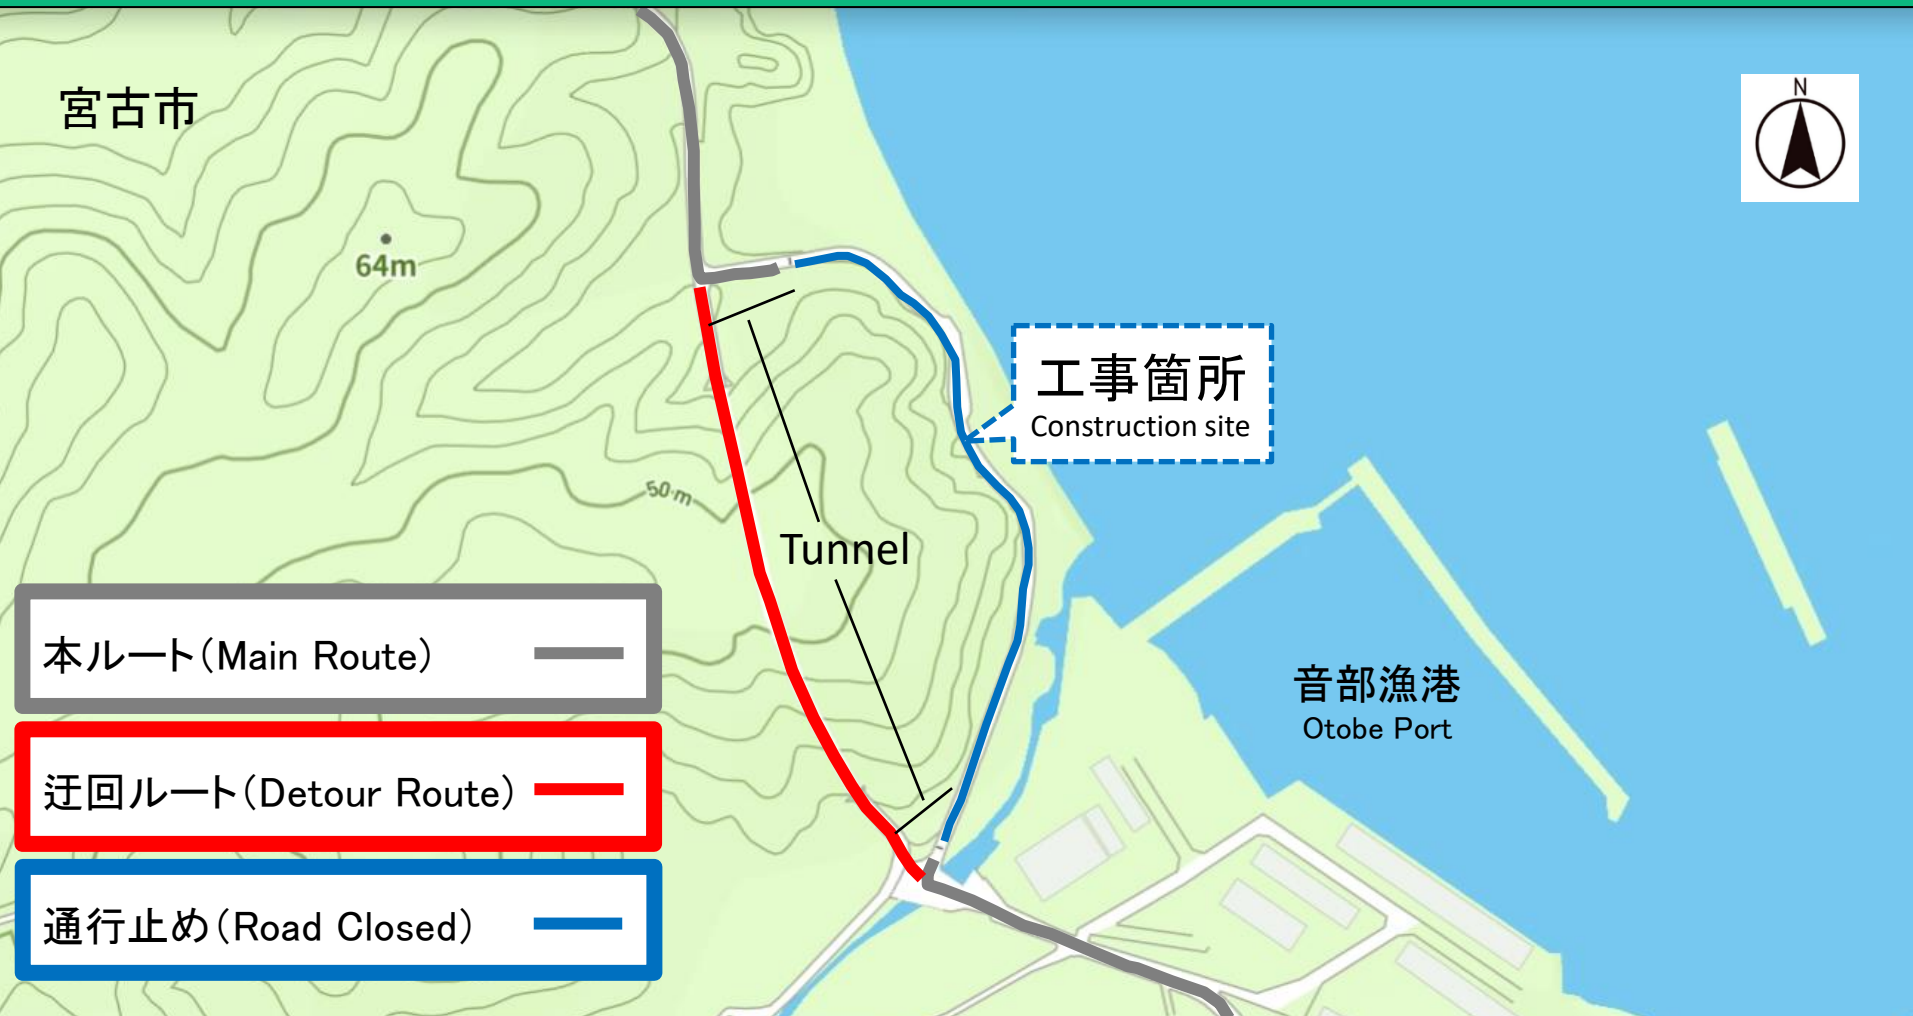 宮古市
N
64m
工事箇所
Construction site
50m
Tunnel
本ルート(Main Route)
音部漁港
Otobe Port
迂回ルート(Detour Route)
通行止め(Road Closed)